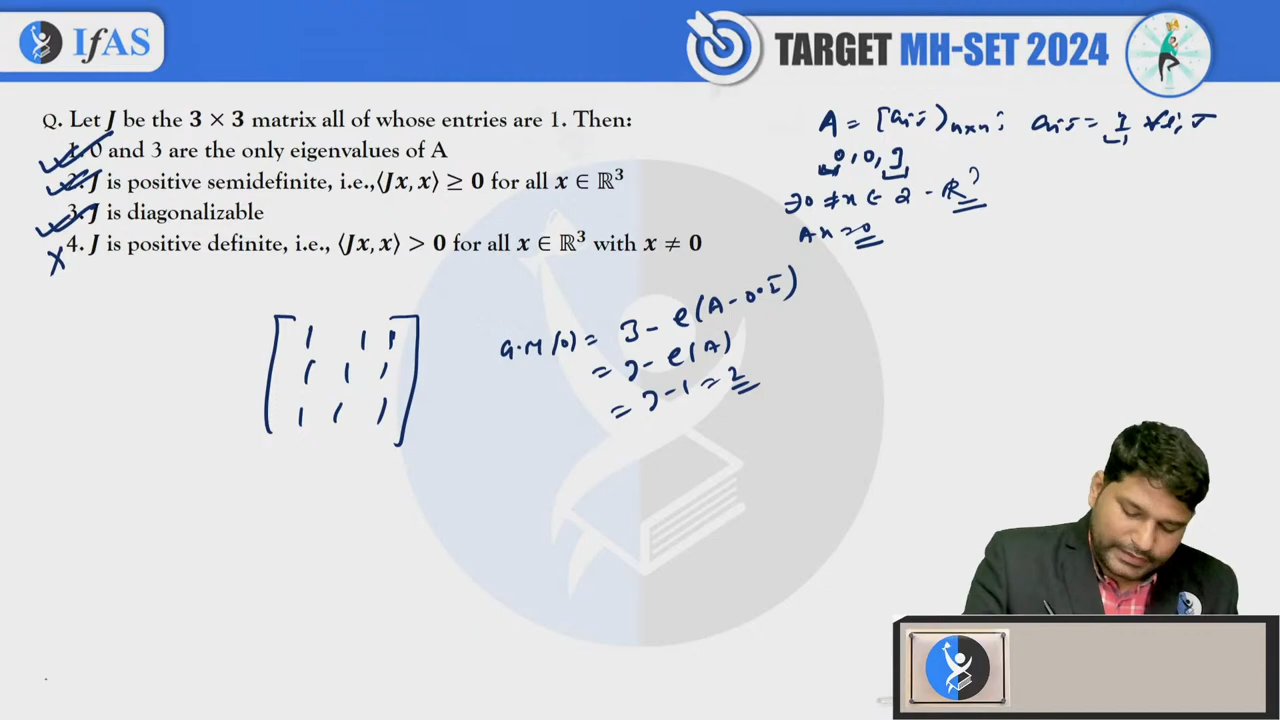 IfAS
TARGET MH-SET 2024
Q. Let J be the 3 × 3 matrix all of whose entries are 1. Then:
1. 0 and 3 are the only eigenvalues of A
2. J is positive semidefinite, i.e.,⟨Jx, x⟩ ≥ 0 for all x ∈ ℝ³
3. J is diagonalizable
4. J is positive definite, i.e., ⟨Jx, x⟩ > 0 for all x ∈ ℝ³ with x ≠ 0
A = [aij)n×n; aij = 1 ∀ i, j
0, 0, 3
∃ 0 ≠ x ∈ ℝ³
Ax = 0
1 1 1
1 1 1
1 1 1
G.M(0) = 3 - ρ(A - 0·I)
= 3 - ρ(A)
= 3 - 1 = 2